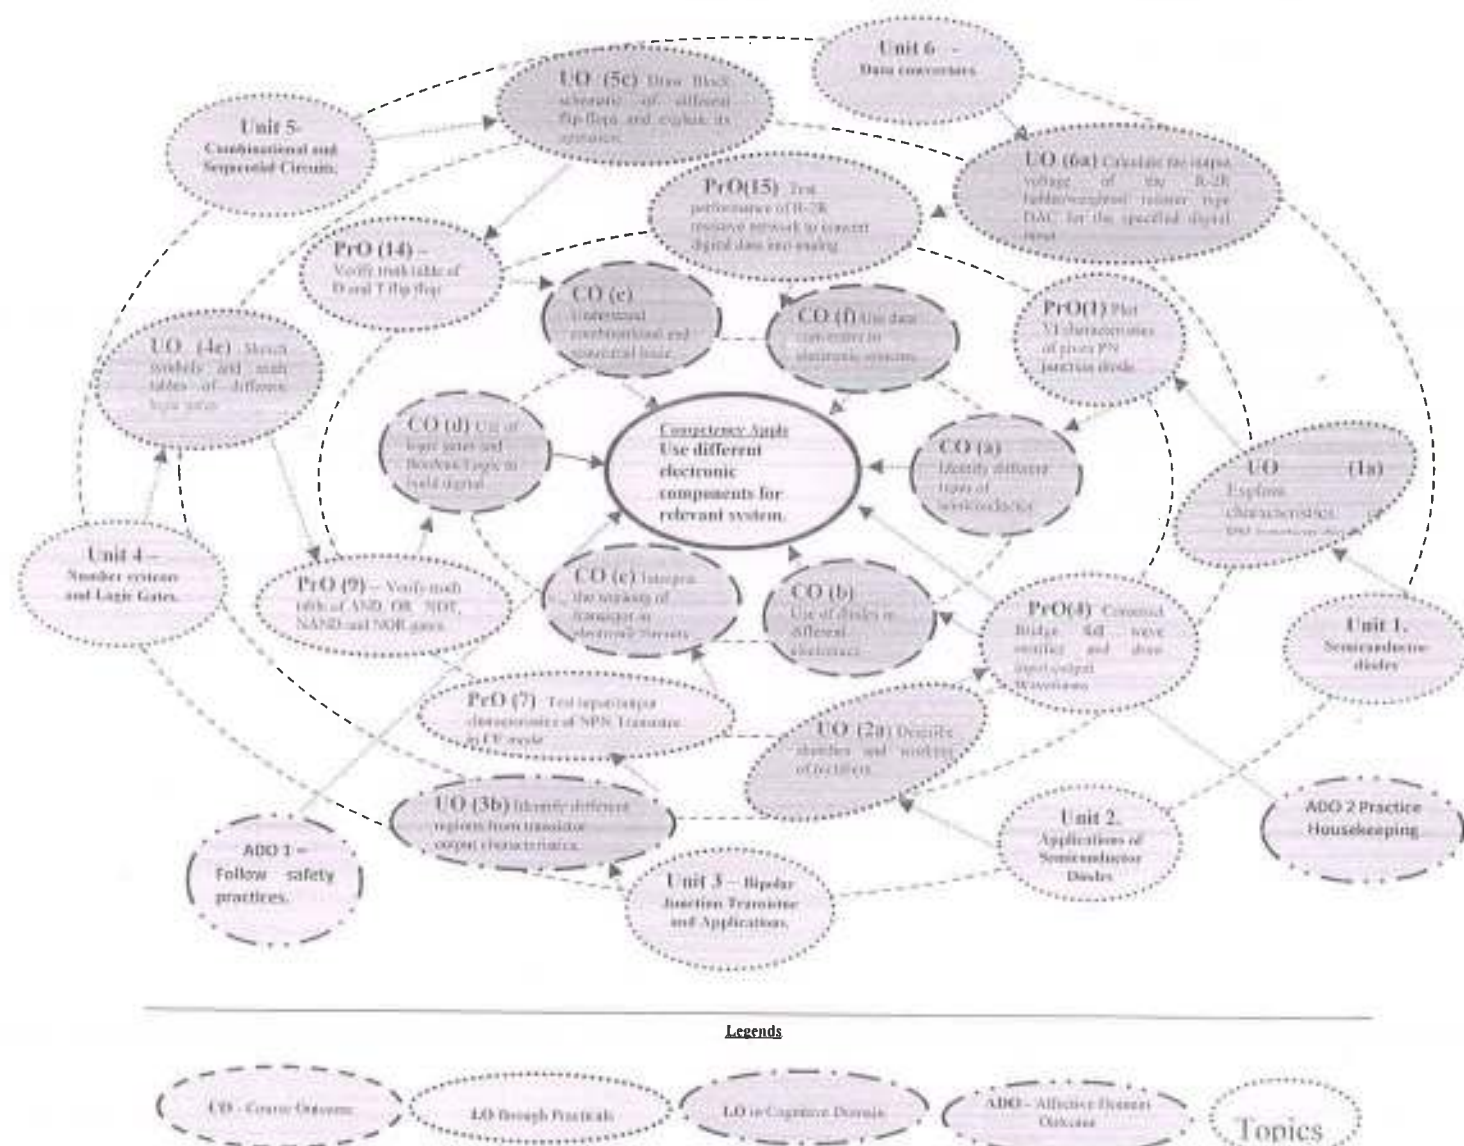 Unit 6 -
Data convertors.
UO (5c) Draw Block
schematic of different
flip-flops and explain its
operation.
Unit 5-
Combinational and
Sequential Circuits.
UO (6a) Calculate the output
voltage of the R-2R
ladder/weighted resistor type
DAC for the specified digital
input
PrO(15) Test
performance of R-2R
resistive network to convert
digital data into analog.
PrO (14) –
Verify truth table of
D and T flip flop
CO (e)
Understand
combinational and
sequential logic
CO (f) Use data
converters in
electronic systems.
PrO(1) Plot
VI characteristics
of given PN
junction diode.
UO (4c) Sketch
symbols and truth
tables of different
logic gates
CO (d) Use of
logic gates and
Boolean Logic to
build digital
Competency Apply
Use different
electronic
components for
relevant system.
CO (a)
Identify different
types of
semiconductor
UO (1a)
Explain
characteristics of
PN junction
Unit 4 –
Number systems
and Logic Gates.
PrO (9) – Verify truth
table of AND OR NOT,
NAND and NOR gates
CO (c) Interpret
the working of
transistor in
electronic circuits
CO (b)
Use of diodes in
different
electronics
PrO(4) Construct
Bridge full wave
rectifier and draw
input/output
Waveforms
Unit 1.
Semiconductor
diodes
PrO (7) – Test input/output
characteristics of NPN Transistor
in CE mode
UO (2a) Describe
sketches and working
of rectifiers
UO (3b) Identify different
regions from transistor
output characteristics.
ADO 1 –
Follow safety
practices.
Unit 3 – Bipolar
Junction Transistor
and Applications.
Unit 2.
Applications of
Semiconductor
Diodes
ADO 2 Practice
Housekeeping
Legends
CO - Course Outcome
LO through Practicals
LO in Cognitive Domain
ADO - Affective Domain
Outcome
Topics